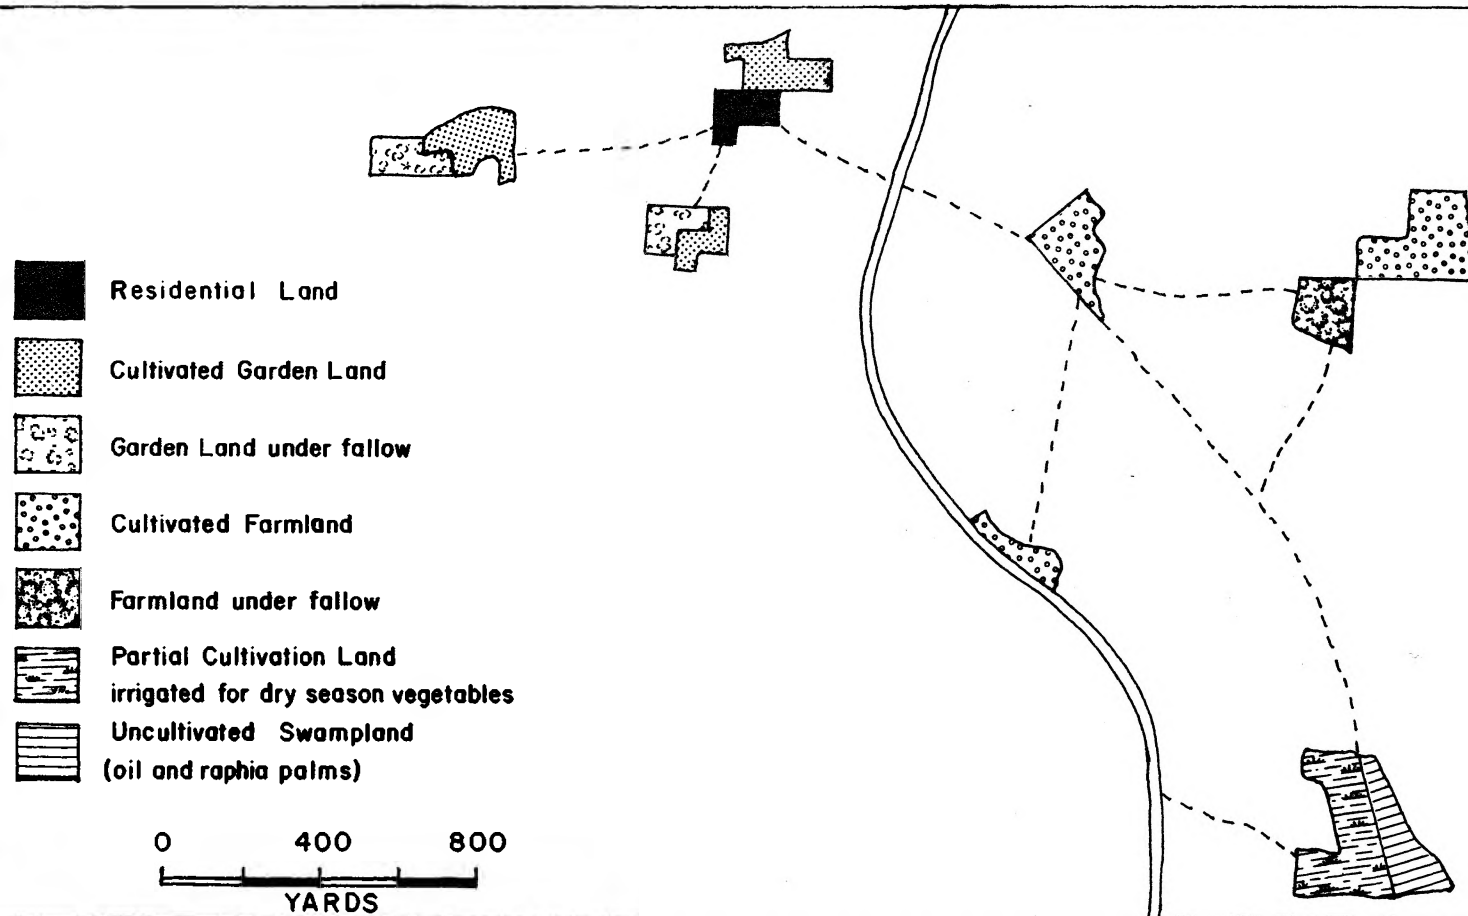 Residential Land
Cultivated Garden Land
Garden Land under fallow
Cultivated Farmland
Farmland under fallow
Partial Cultivation Land
irrigated for dry season vegetables
Uncultivated Swampland
(oil and raphia palms)
0 400 800
YARDS